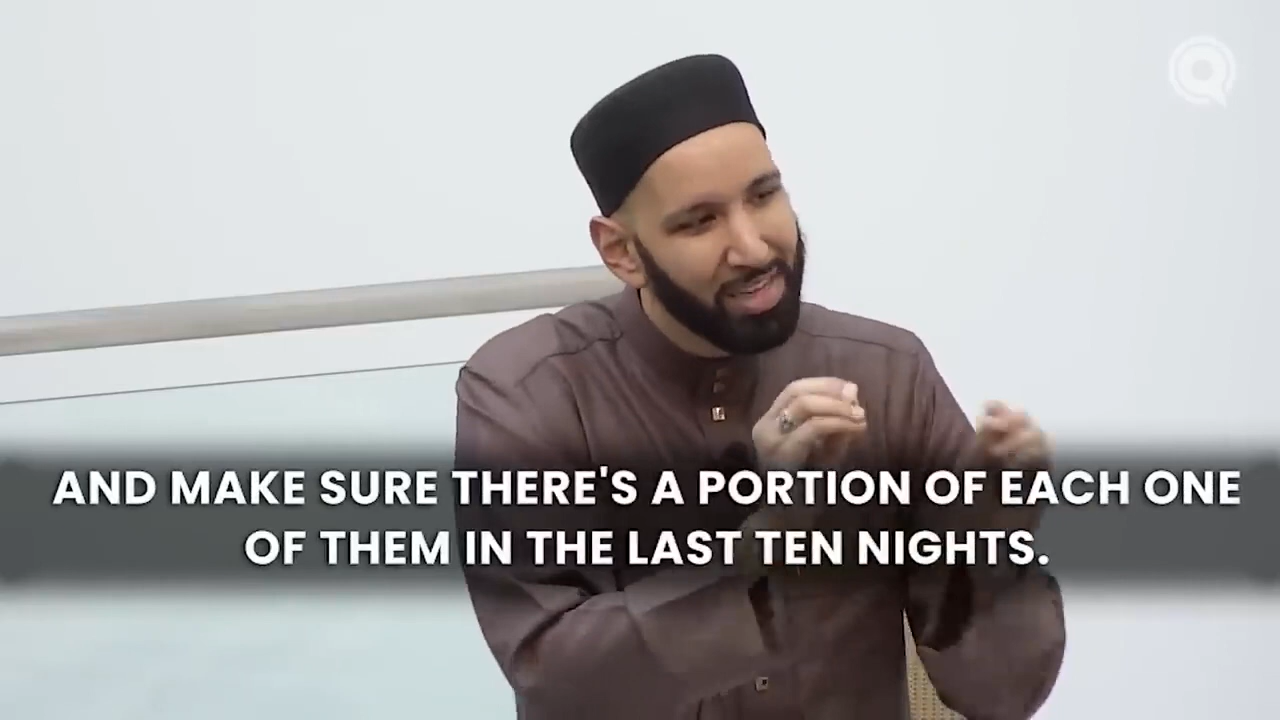 AND MAKE SURE THERE'S A PORTION OF EACH ONE
OF THEM IN THE LAST TEN NIGHTS.